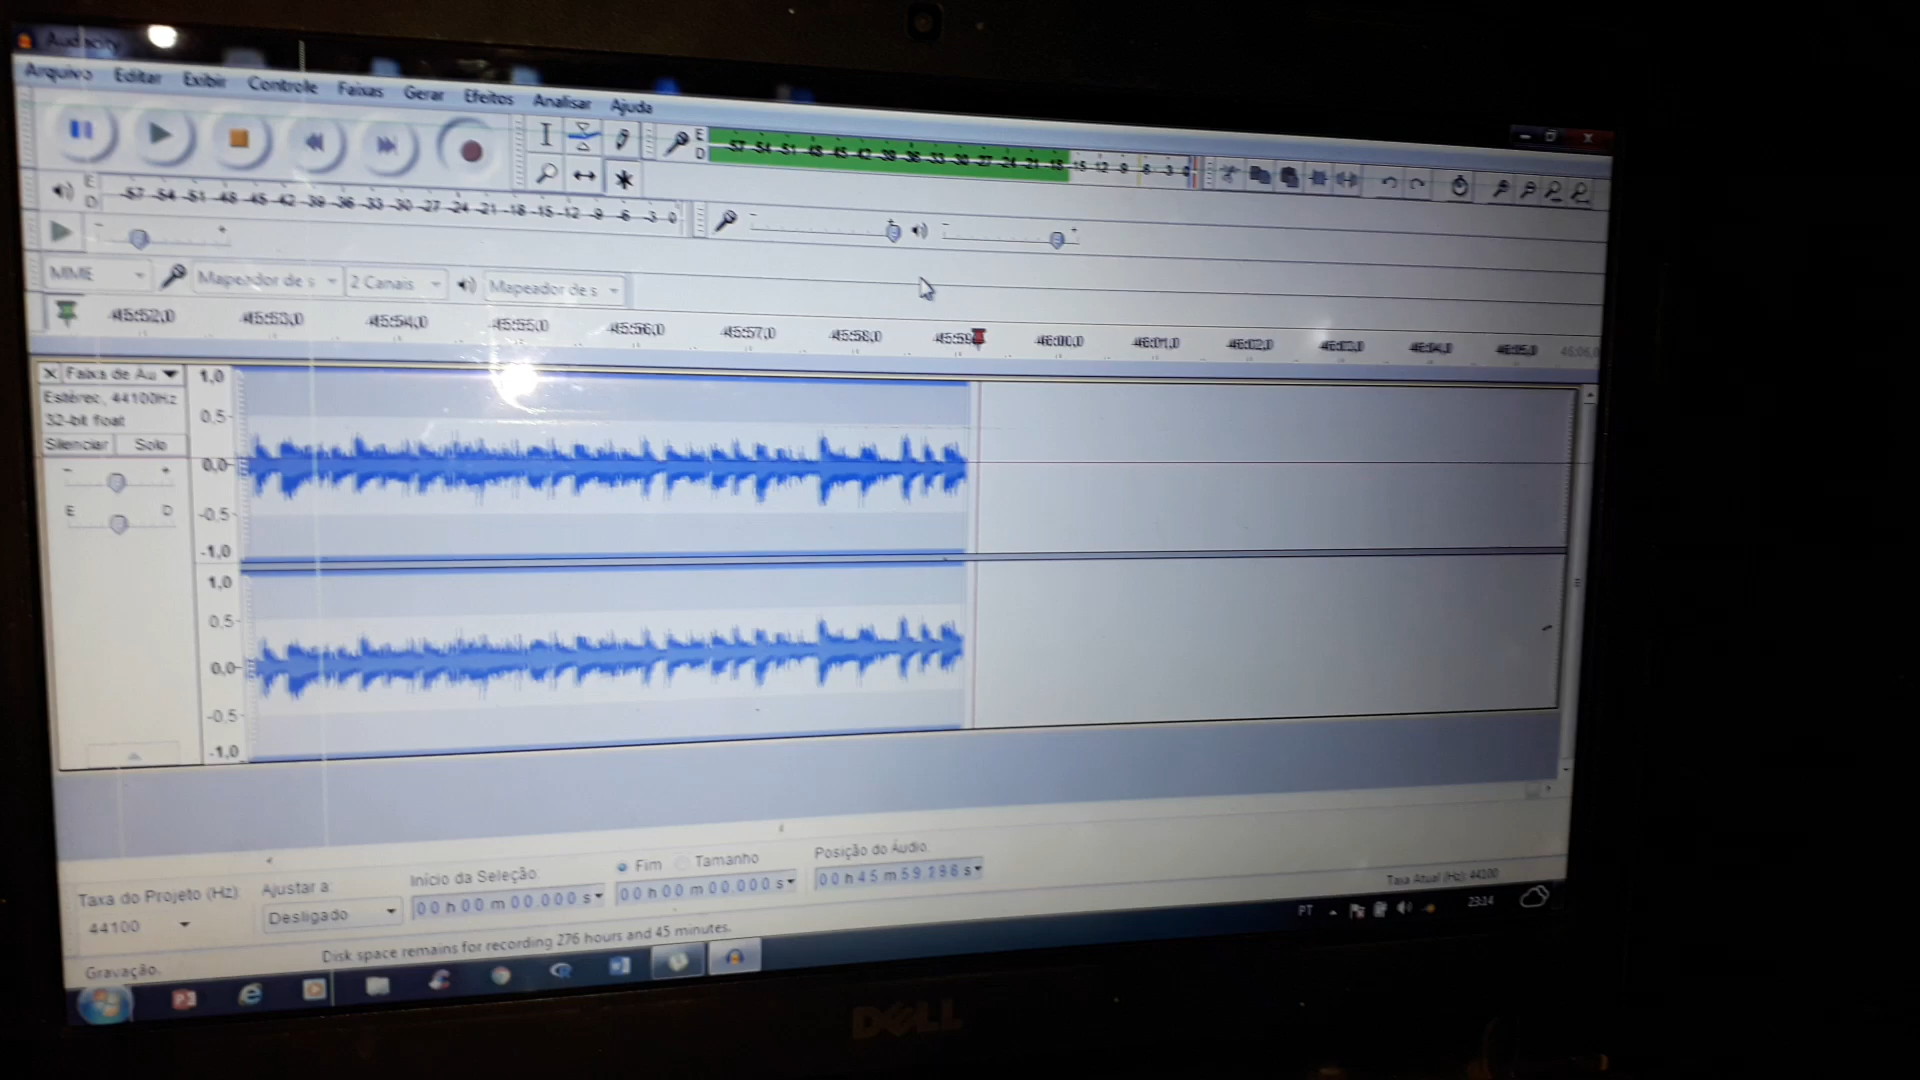 Audacity
Arquivo Editar Exibir Controle Faixas Gerar Efeitos Analisar Ajuda
E
D
-57 -54 -51 -48 -45 -42 -39 -36 -33 -30 -27 -24 -21 -18 -15 -12 -9 -6 -3 0
E
D
-57 -54 -51 -48 -45 -42 -39 -36 -33 -30 -27 -24 -21 -18 -15 -12 -9 -6 -3 0
MME Mapeador de s 2 Canais Mapeador de s
45:52,0 45:53,0 45:54,0 45:55,0 45:56,0 45:57,0 45:58,0 45:59 46:00,0 46:01,0 46:02,0 46:03,0 46:04,0 46:05,0 46:06,0
Faixa de Áu
Estéreo, 44100Hz
32-bit float
Silenciar Solo
E D
1,0
0,5
0,0
-0,5
-1,0
1,0
0,5
0,0
-0,5
-1,0
Taxa do Projeto (Hz): Ajustar a: Início da Seleção: Fim Tamanho Posição do Áudio:
44100 Desligado 00 h 00 m 00.000 s 00 h 00 m 00.000 s 00 h 45 m 59.296 s
Disk space remains for recording 276 hours and 45 minutes.
Gravação.
Taxa Atual (Hz): 44100
PT 23:14
DELL